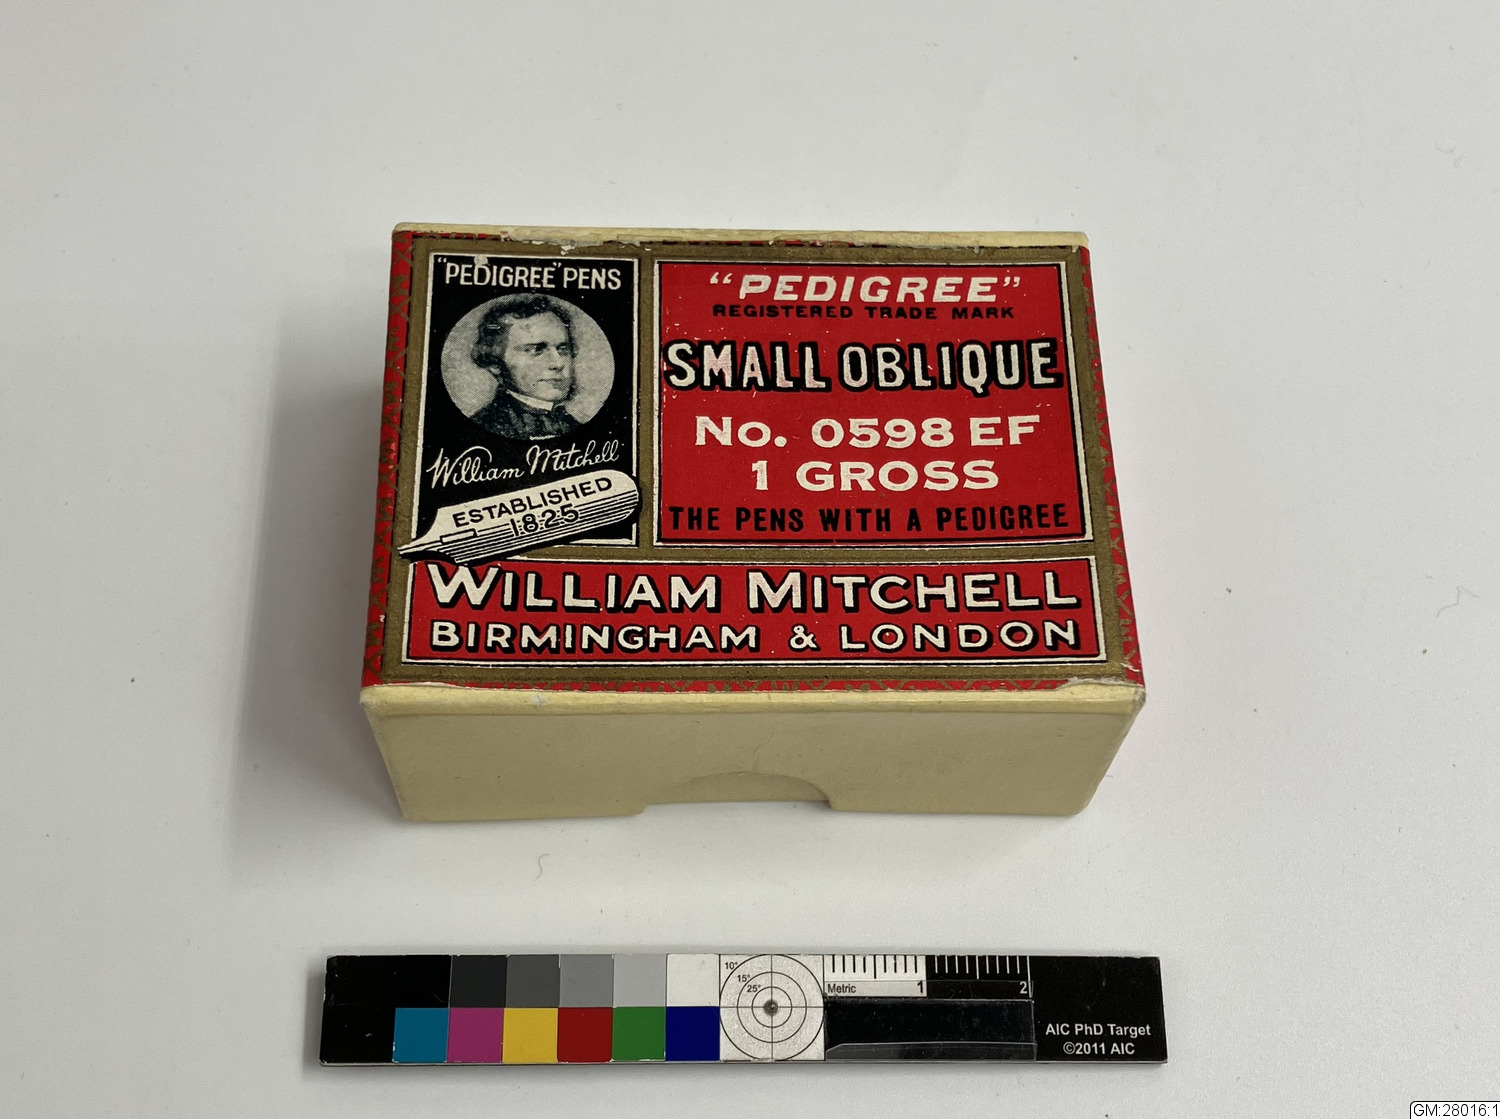 "PEDIGREE" PENS
William Mitchell
ESTABLISHED
1825
"PEDIGREE"
REGISTERED TRADE MARK
SMALL OBLIQUE
No. 0598 EF
1 GROSS
THE PENS WITH A PEDIGREE
WILLIAM MITCHELL
BIRMINGHAM & LONDON
10°
15°
25°
Metric 1 2
AIC PhD Target
©2011 AIC
GM:28016:1